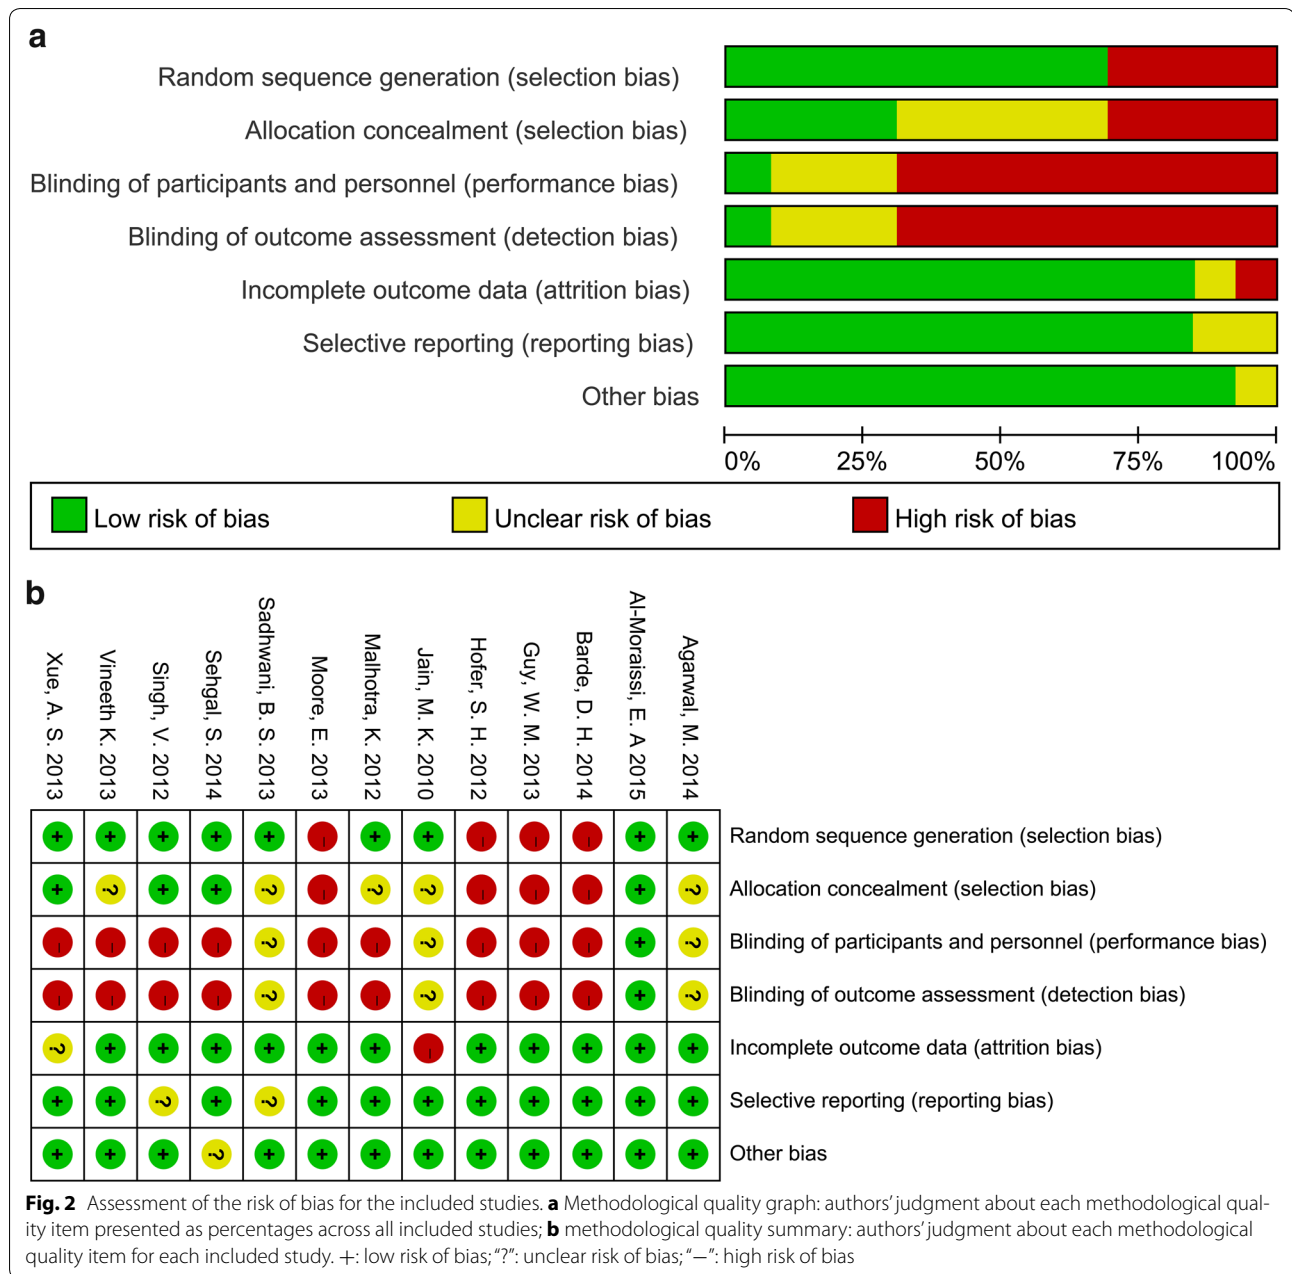 a
Random sequence generation (selection bias)
Allocation concealment (selection bias)
Blinding of participants and personnel (performance bias)
Blinding of outcome assessment (detection bias)
Incomplete outcome data (attrition bias)
Selective reporting (reporting bias)
Other bias
0% 25% 50% 75% 100%
Low risk of bias Unclear risk of bias High risk of bias
b
Xue, A. S. 2013
Vineeth K. 2013
Singh, V. 2012
Sehgal, S. 2014
Sadhwani, B. S. 2013
Moore, E. 2013
Malhotra, K. 2012
Jain, M. K. 2010
Hofer, S. H. 2012
Guy, W. M. 2013
Barde, D. H. 2014
Al-Moraissi, E. A 2015
Agarwal, M. 2014
+ + + + + – + + – – – + + Random sequence generation (selection bias)
+ ? + + ? – ? ? – – – + ? Allocation concealment (selection bias)
– – – – ? – – ? – – – + ? Blinding of participants and personnel (performance bias)
– – – – ? – – ? – – – + ? Blinding of outcome assessment (detection bias)
? + + + + + + – + + + + + Incomplete outcome data (attrition bias)
+ + ? + ? + + + + + + + + Selective reporting (reporting bias)
+ + + ? + + + + + + + + + Other bias
Fig. 2 Assessment of the risk of bias for the included studies. a Methodological quality graph: authors’ judgment about each methodological qual-
ity item presented as percentages across all included studies; b methodological quality summary: authors’ judgment about each methodological
quality item for each included study. +: low risk of bias; “?”: unclear risk of bias; “−”: high risk of bias